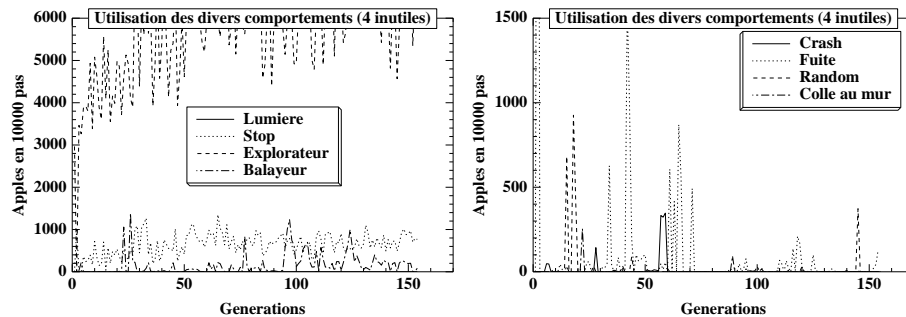 Utilisation des divers comportements (4 inutiles)
6000
5000
4000
3000
2000
1000
0
Apples en 10000 pas
Lumiere
Stop
Explorateur
Balayeur
0
50
100
150
Generations
Utilisation des divers comportements (4 inutiles)
1500
1000
500
0
Apples en 10000 pas
Crash
Fuite
Random
Colle au mur
0
50
100
150
Generations